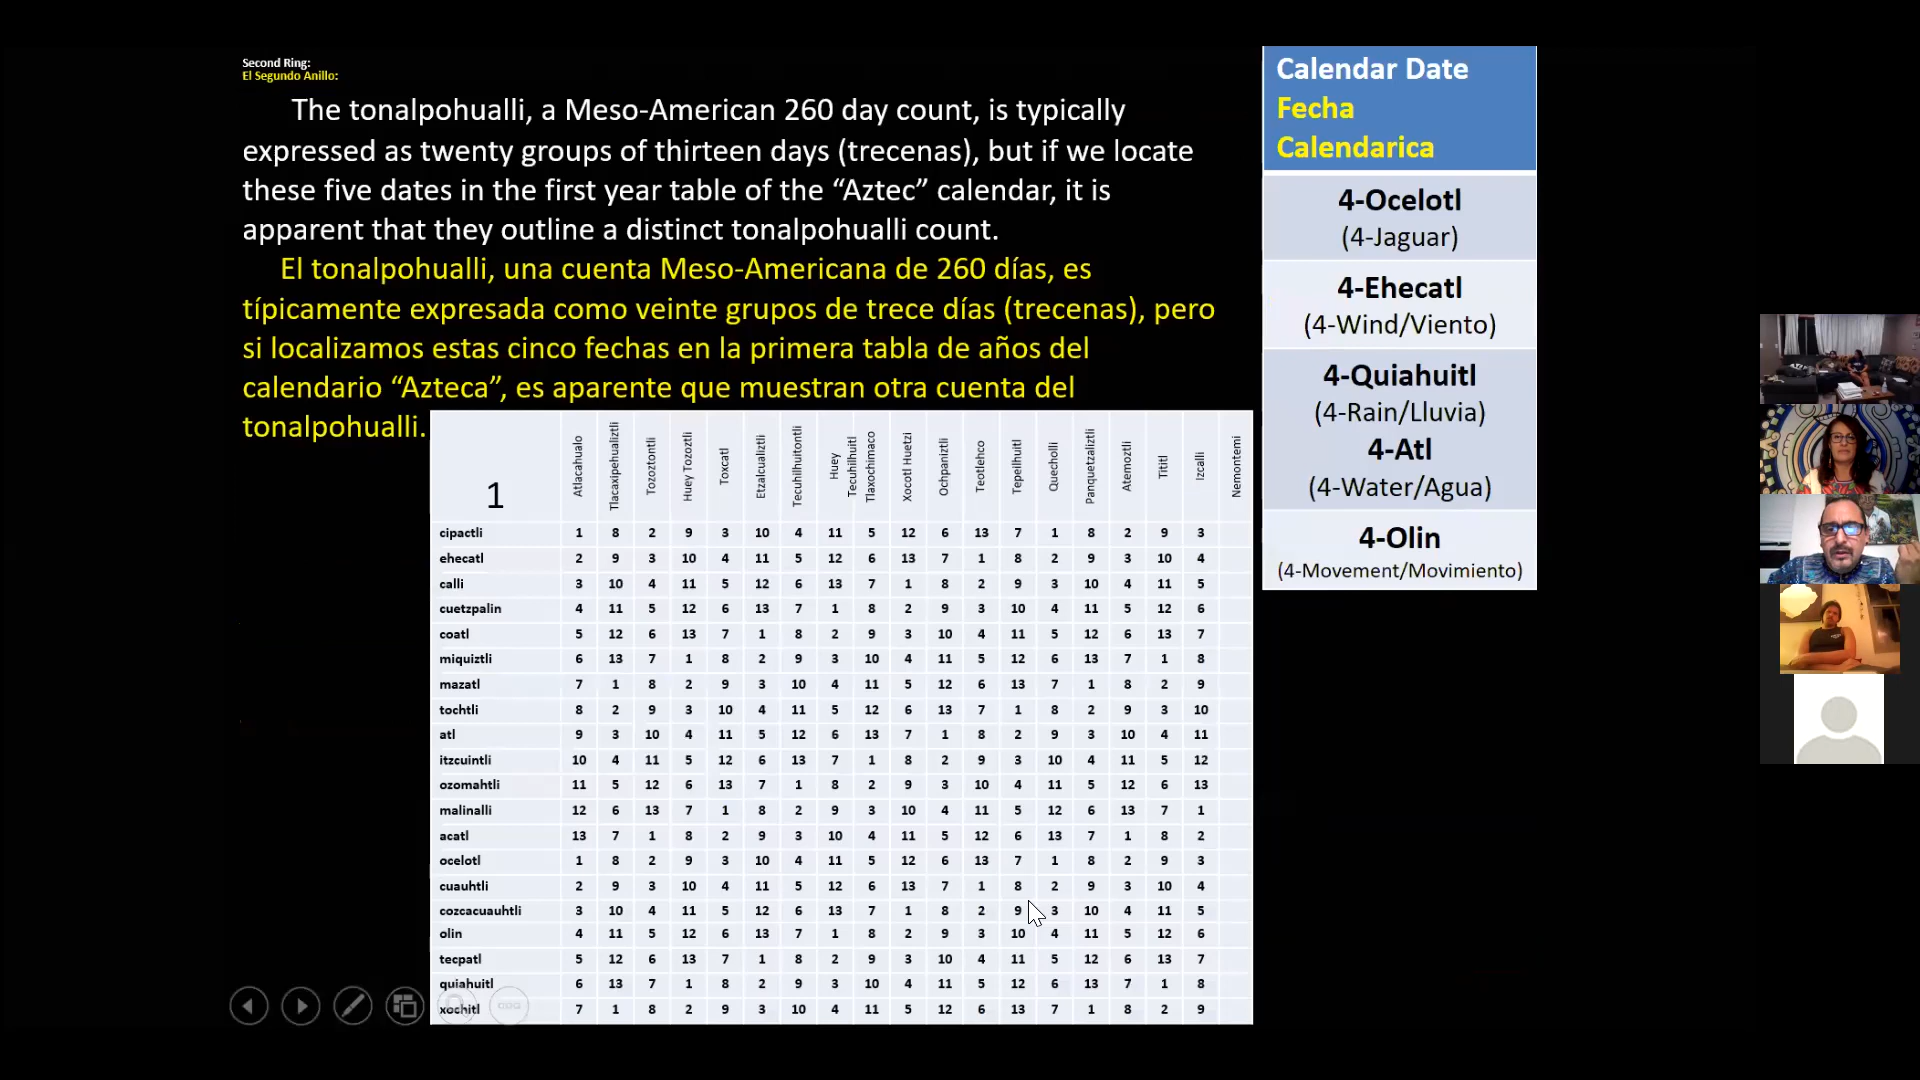 Second Ring:
El Segundo Anillo:
The tonalpohualli, a Meso-American 260 day count, is typically
expressed as twenty groups of thirteen days (trecenas), but if we locate
these five dates in the first year table of the “Aztec” calendar, it is
apparent that they outline a distinct tonalpohualli count.
El tonalpohualli, una cuenta Meso-Americana de 260 días, es
típicamente expresada como veinte grupos de trece días (trecenas), pero
si localizamos estas cinco fechas en la primera tabla de años del
calendario “Azteca”, es aparente que muestran otra cuenta del
tonalpohualli.
Calendar Date
Fecha
Calendarica
4-Ocelotl
(4-Jaguar)
4-Ehecatl
(4-Wind/Viento)
4-Quiahuitl
(4-Rain/Lluvia)
4-Atl
(4-Water/Agua)
4-Olin
(4-Movement/Movimiento)
1 Atlacahualo Tlacaxipehualiztli Tozoztontli Huey Tozoztli Toxcatl Etzalcualiztli Tecuhilhuitontli Huey Tecuhilhuitl Tlaxochimaco Xocotl Huetzi Ochpaniztli Teotlehco Tepeilhuitl Quecholli Panquetzaliztli Atemoztli Tititl Izcalli Nemontemi
cipactli 1 8 2 9 3 10 4 11 5 12 6 13 7 1 8 2 9 3
ehecatl 2 9 3 10 4 11 5 12 6 13 7 1 8 2 9 3 10 4
calli 3 10 4 11 5 12 6 13 7 1 8 2 9 3 10 4 11 5
cuetzpalin 4 11 5 12 6 13 7 1 8 2 9 3 10 4 11 5 12 6
coatl 5 12 6 13 7 1 8 2 9 3 10 4 11 5 12 6 13 7
miquiztli 6 13 7 1 8 2 9 3 10 4 11 5 12 6 13 7 1 8
mazatl 7 1 8 2 9 3 10 4 11 5 12 6 13 7 1 8 2 9
tochtli 8 2 9 3 10 4 11 5 12 6 13 7 1 8 2 9 3 10
atl 9 3 10 4 11 5 12 6 13 7 1 8 2 9 3 10 4 11
itzcuintli 10 4 11 5 12 6 13 7 1 8 2 9 3 10 4 11 5 12
ozomahtli 11 5 12 6 13 7 1 8 2 9 3 10 4 11 5 12 6 13
malinalli 12 6 13 7 1 8 2 9 3 10 4 11 5 12 6 13 7 1
acatl 13 7 1 8 2 9 3 10 4 11 5 12 6 13 7 1 8 2
ocelotl 1 8 2 9 3 10 4 11 5 12 6 13 7 1 8 2 9 3
cuauhtli 2 9 3 10 4 11 5 12 6 13 7 1 8 2 9 3 10 4
cozcacuauhtli 3 10 4 11 5 12 6 13 7 1 8 2 9 3 10 4 11 5
olin 4 11 5 12 6 13 7 1 8 2 9 3 10 4 11 5 12 6
tecpatl 5 12 6 13 7 1 8 2 9 3 10 4 11 5 12 6 13 7
quiahuitl 6 13 7 1 8 2 9 3 10 4 11 5 12 6 13 7 1 8
xochitl 7 1 8 2 9 3 10 4 11 5 12 6 13 7 1 8 2 9